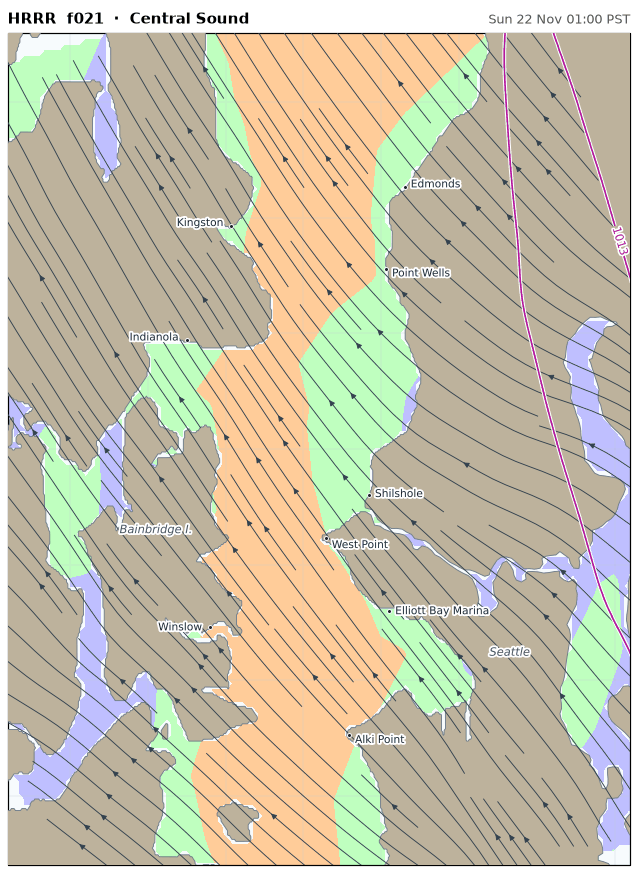 HRRR f021 · Central Sound
Sun 22 Nov 01:00 PST
Edmonds
Kingston
1013
Point Wells
Indianola
Shilshole
Bainbridge I.
West Point
Elliott Bay Marina
Winslow
Seattle
Alki Point